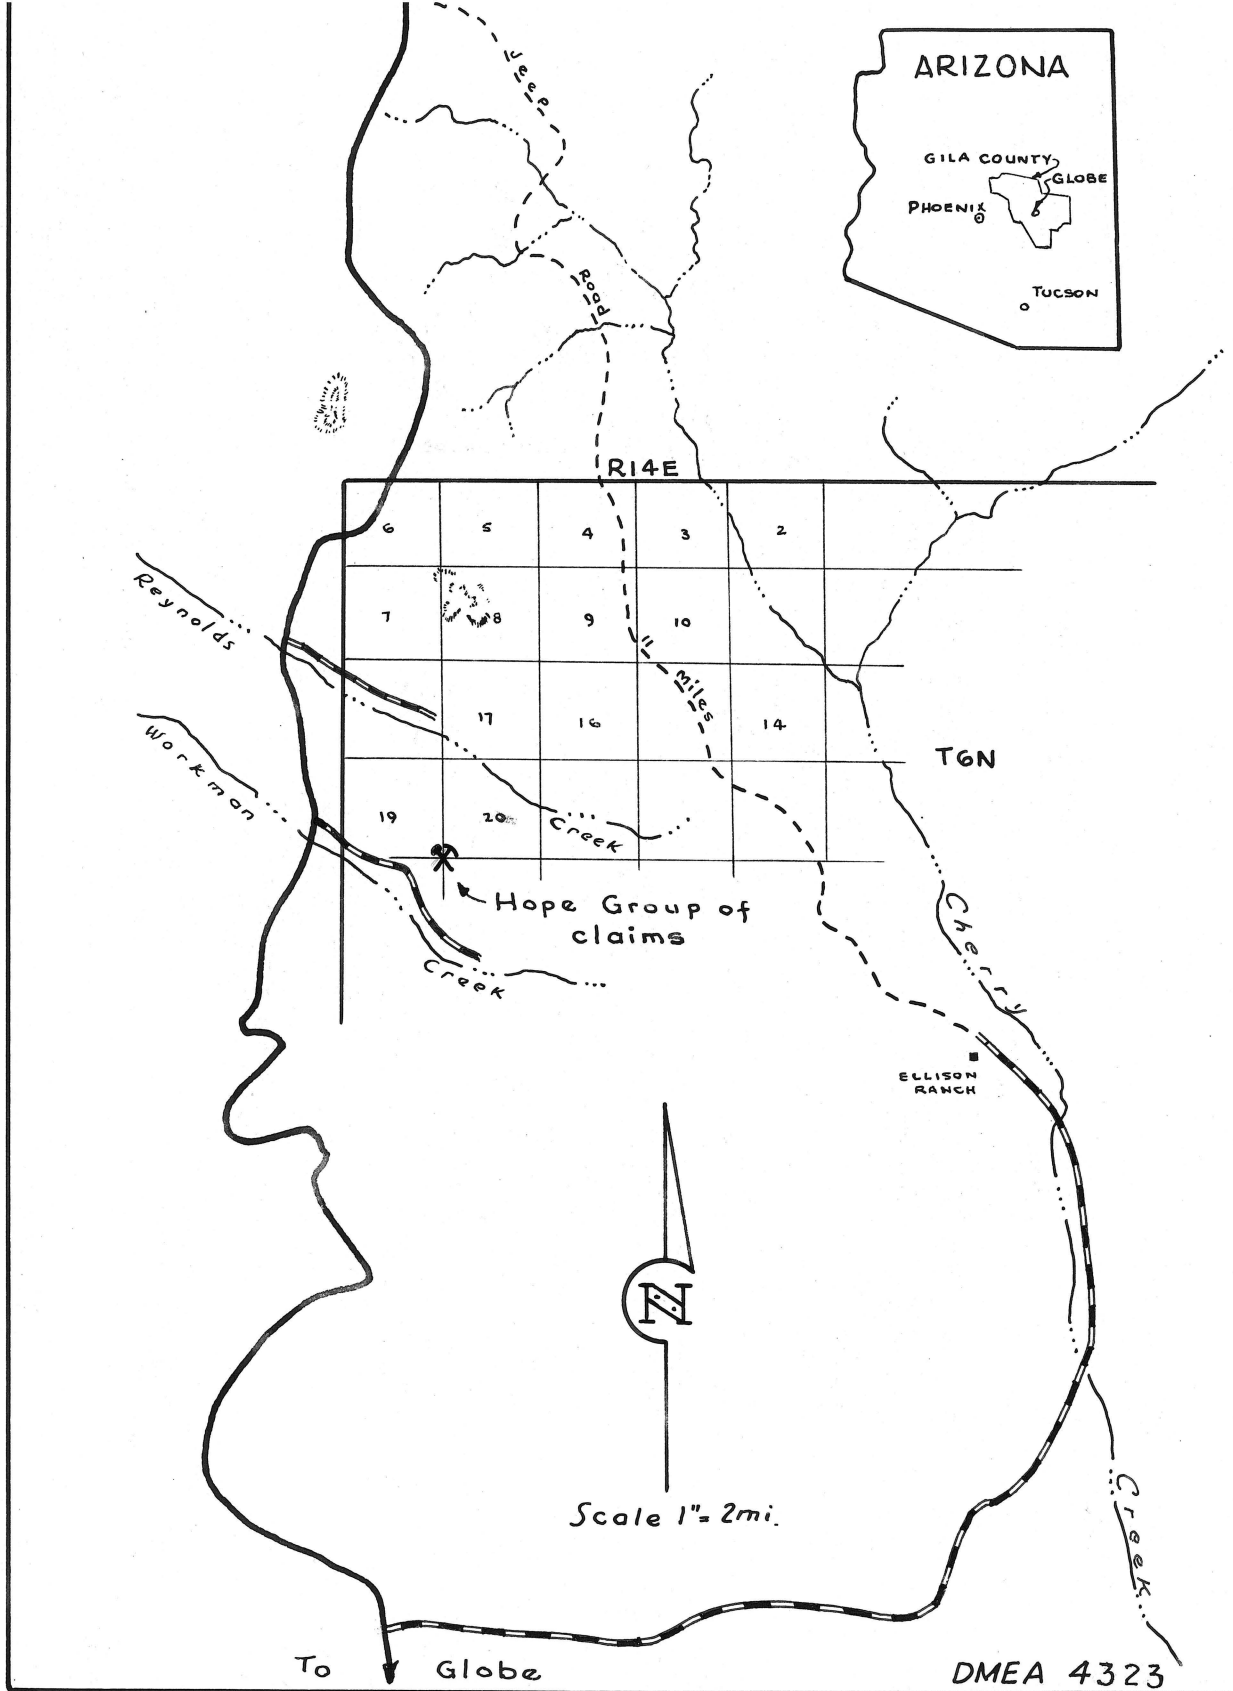 Jeep
ARIZONA
GILA COUNTY
GLOBE
PHOENIX
TUCSON
Road
R14E
6
5
4
3
2
Reynolds
7
8
9
10
11
Miles
Workman
17
16
14
T6N
19
20
Creek
Hope Group of
claims
Cherry
Creek
ELLISON
RANCH
N
Scale 1"= 2mi.
Creek
To Globe
DMEA 4323